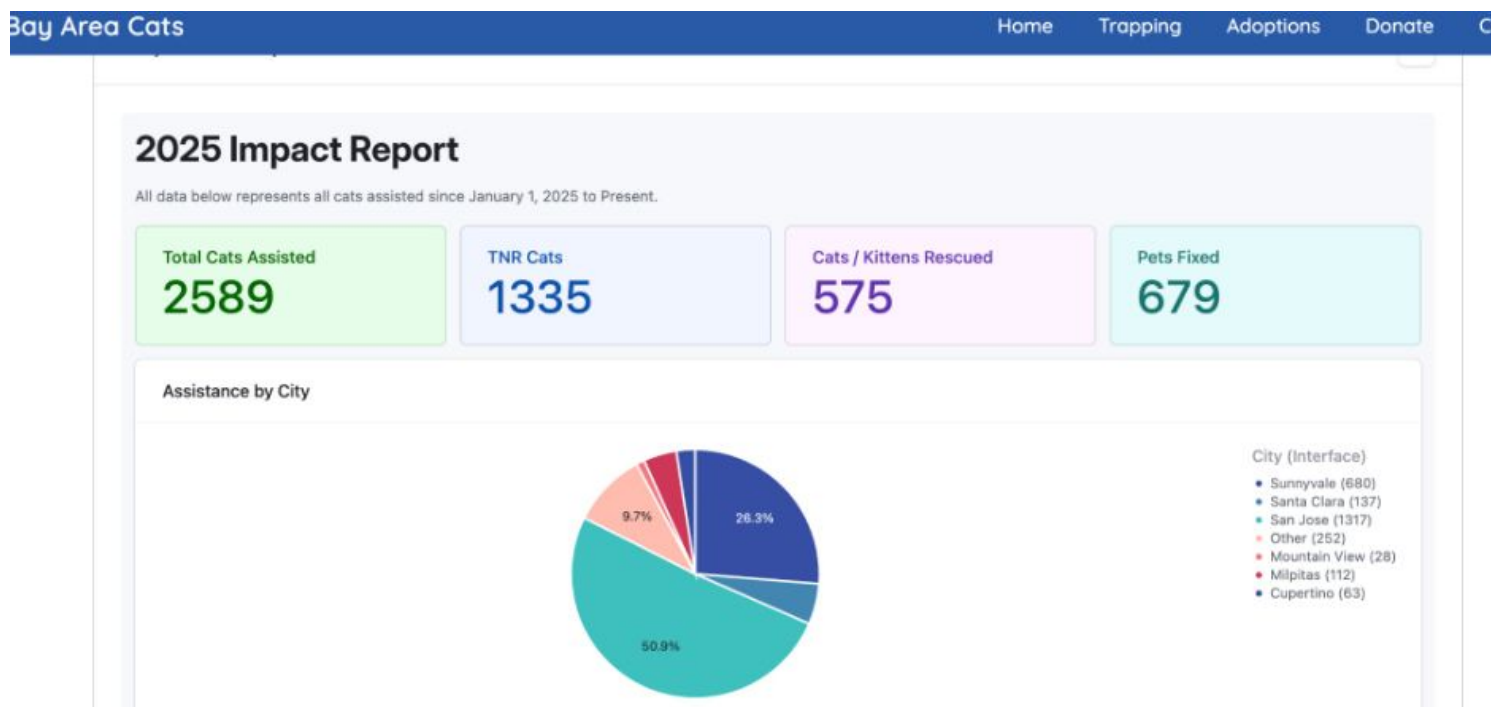 Bay Area Cats
Home Trapping Adoptions Donate
2025 Impact Report
All data below represents all cats assisted since January 1, 2025 to Present.
Total Cats Assisted
2589
TNR Cats
1335
Cats / Kittens Rescued
575
Pets Fixed
679
Assistance by City
9.7%
26.3%
50.9%
City (Interface)
Sunnyvale (680)
Santa Clara (137)
San Jose (1317)
Other (252)
Mountain View (28)
Milpitas (112)
Cupertino (63)